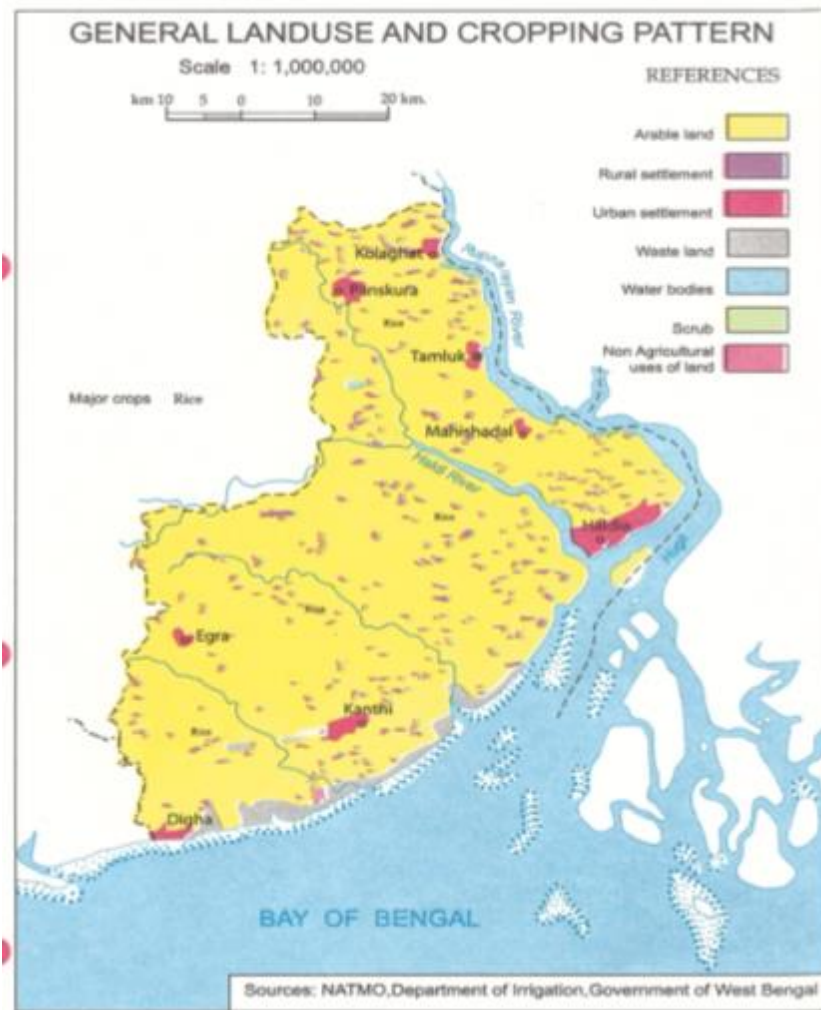 GENERAL LANDUSE AND CROPPING PATTERN
Scale 1: 1,000,000
km 10 5 0 10 20 km.
REFERENCES
Arable land
Rural settlement
Urban settlement
Waste land
Water bodies
Scrub
Non Agricultural
uses of land
Kolaghat
Panskura
Rice
River
Tamluk
Major crops Rice
Mahishadal
Haldi River
Rice
Hugli
Rice
Egra
Kanthi
Rice
Digha
BAY OF BENGAL
Sources: NATMO,Department of Irrigation,Government of West Bengal